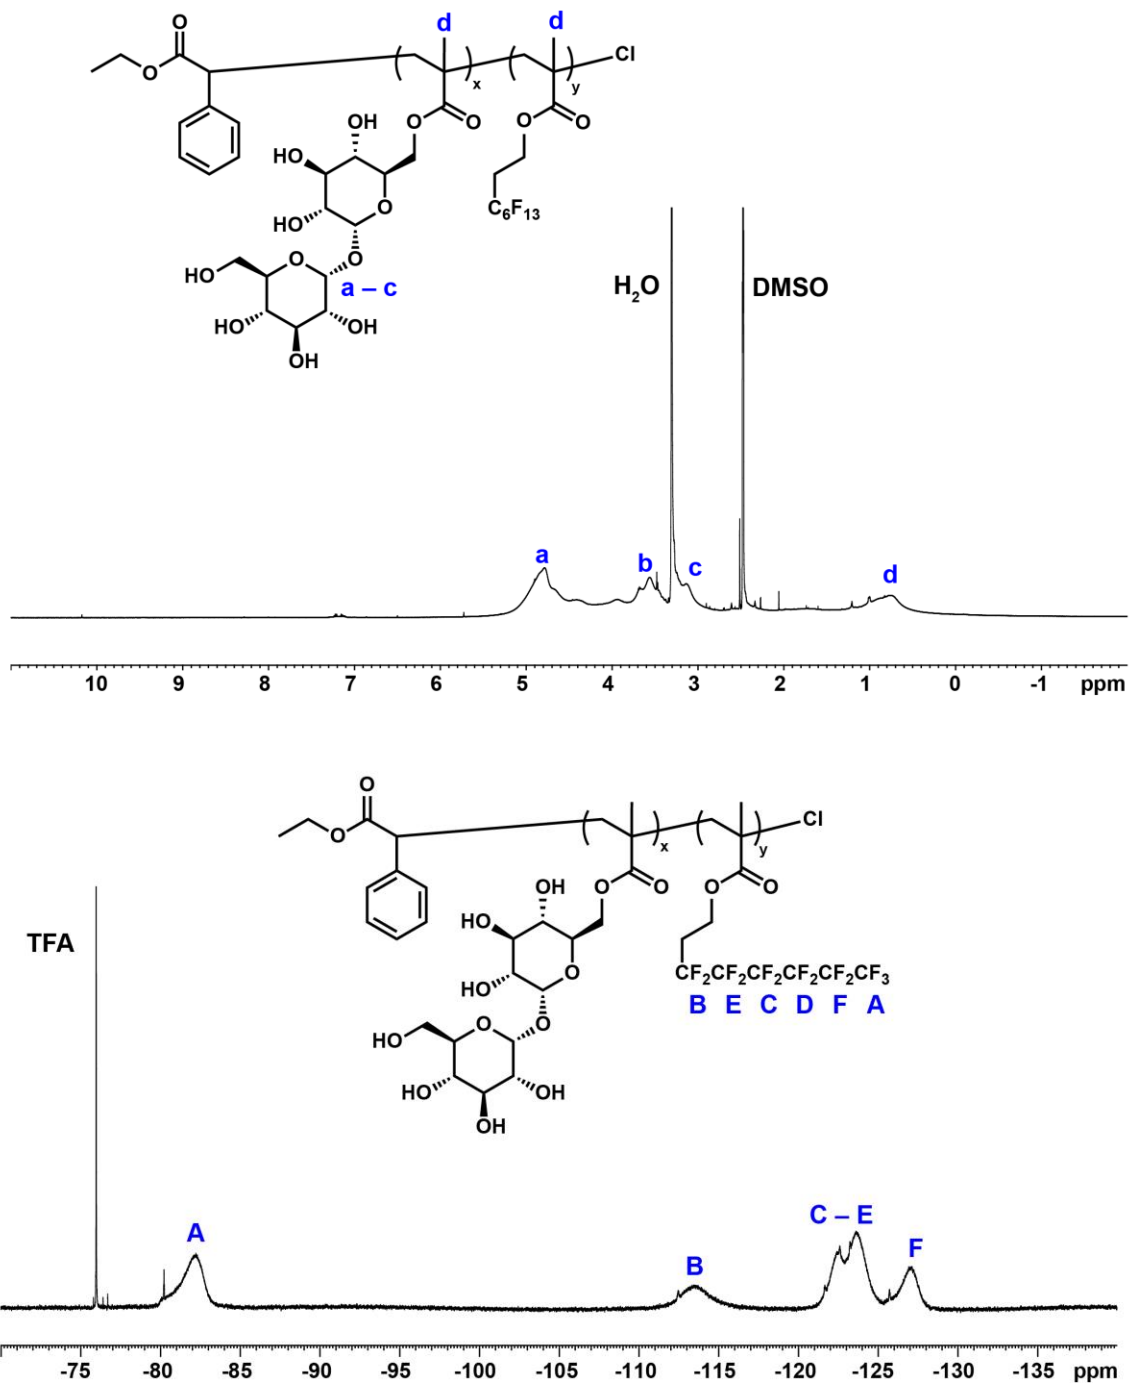 d d
O
O
Cl
x y
O O O O
OH
HO
C₆F₁₃
O
HO
O
HO O
a – c
HO OH
OH
H₂O DMSO
a b c d
10 9 8 7 6 5 4 3 2 1 0 -1 ppm
O
O
Cl
x y
O O O O
OH
HO
CF₂CF₂CF₂CF₂CF₂CF₃
O
HO
B E C D F A
O O
HO
HO OH
OH
TFA
A B C – E F
-75 -80 -85 -90 -95 -100 -105 -110 -115 -120 -125 -130 -135 ppm